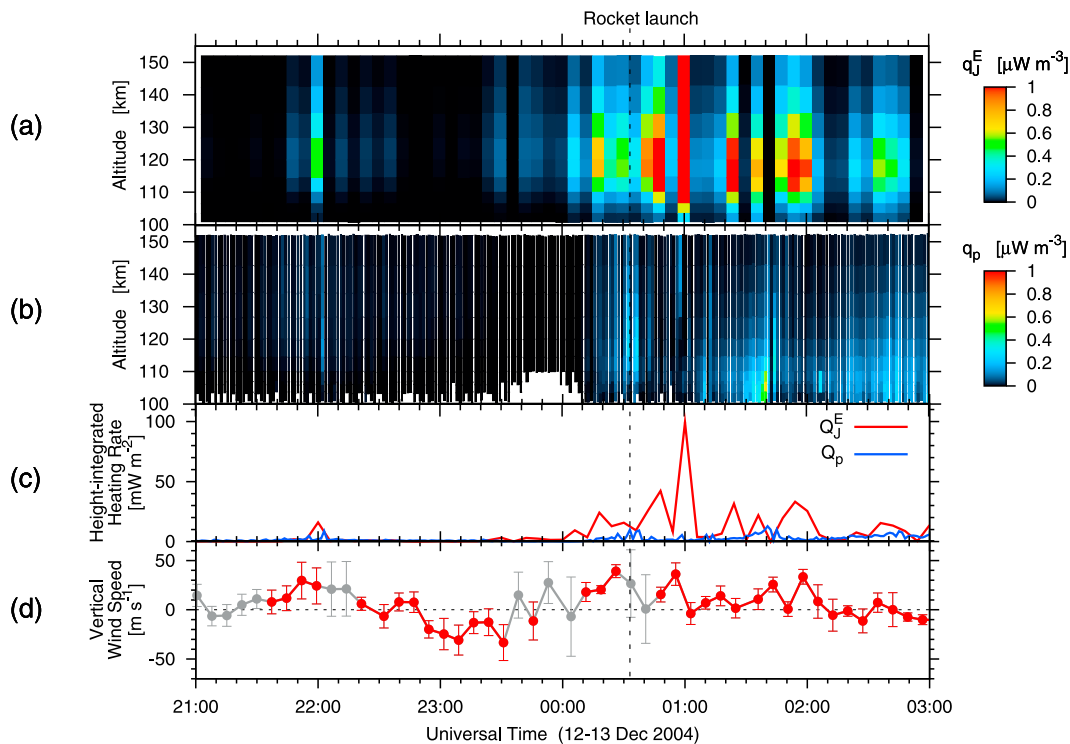 Rocket launch
(a)
Altitude [km]
150
140
130
120
110
100
q_J^E [μW m⁻³]
1
0.8
0.6
0.4
0.2
0
(b)
Altitude [km]
150
140
130
120
110
100
q_p [μW m⁻³]
1
0.8
0.6
0.4
0.2
0
(c)
Height-integrated
Heating Rate
[mW m⁻²]
100
50
0
Q_J^E
Q_p
(d)
Vertical
Wind Speed
[m s⁻¹]
50
0
-50
21:00 22:00 23:00 00:00 01:00 02:00 03:00
Universal Time (12-13 Dec 2004)